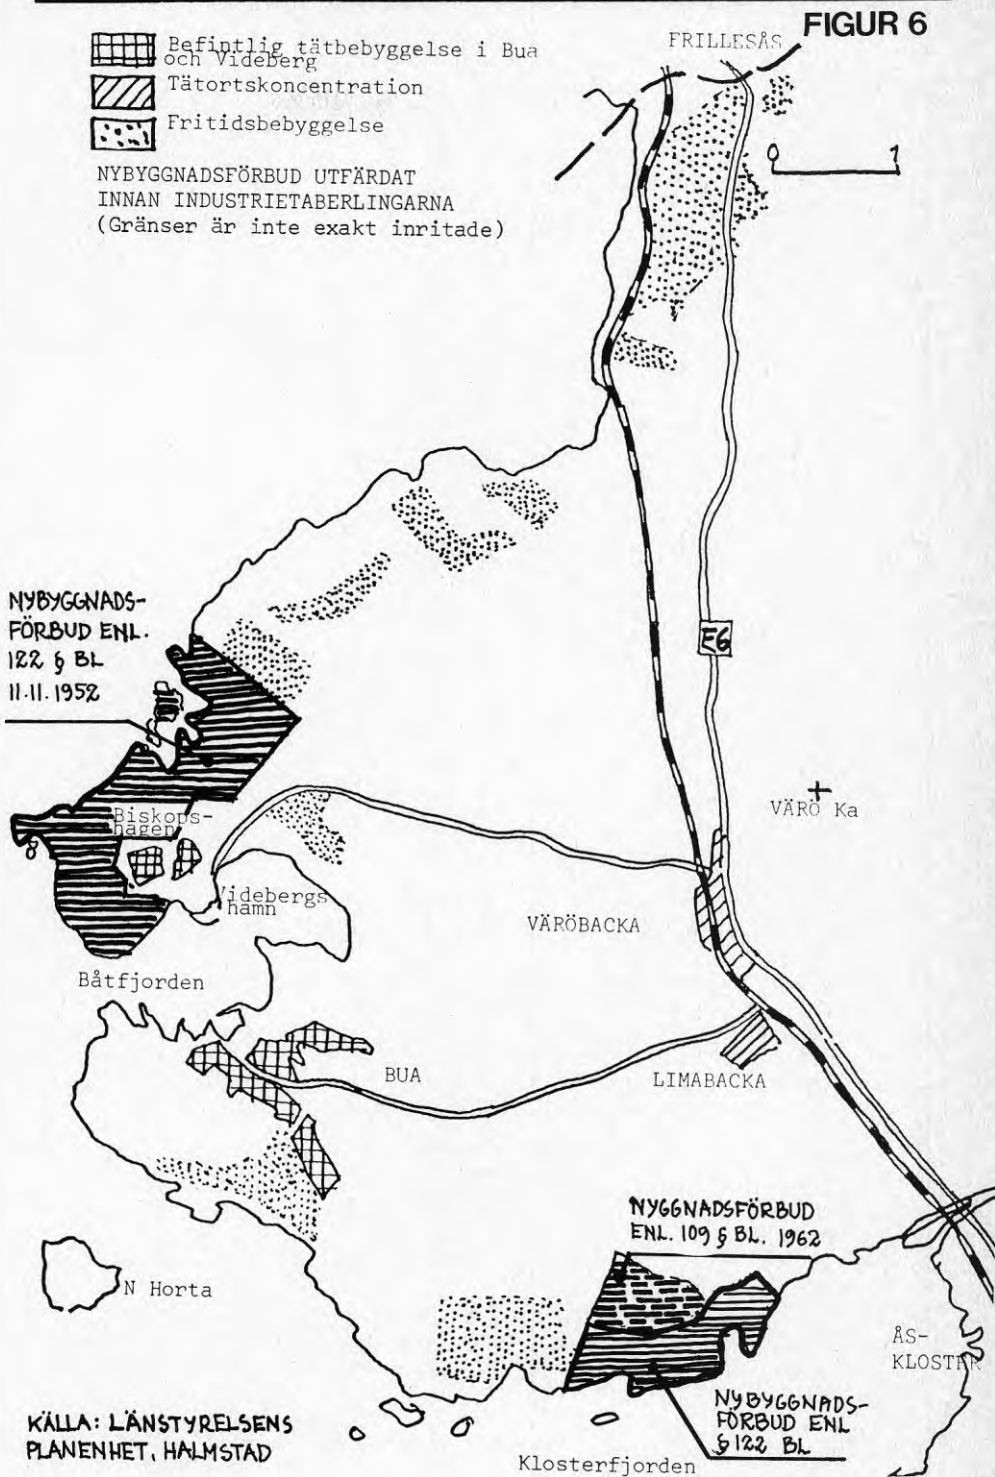 FIGUR 6
Befintlig tätbebyggelse i Bua
och Videberg
Tätortskoncentration
Fritidsbebyggelse
NYBYGGNADSFÖRBUD UTFÄRDAT
INNAN INDUSTRIETABERLINGARNA
(Gränser är inte exakt inritade)
FRILLESÅS
0 1
NYBYGGNADS-
FÖRBUD ENL.
122 § BL
11.11.1952
E6
VÄRÖ Ka
Biskops-
hagen
Videbergs
hamn
VÄRÖBACKA
Båtfjorden
BUA
LIMABACKA
NYGGNADSFÖRBUD
ENL. 109 § BL. 1962
N Horta
ÅS-
KLOSTER
NYBYGGNADS-
FÖRBUD ENL
§ 122 BL
KÄLLA: LÄNSTYRELSENS
PLANENHET, HALMSTAD
Klosterfjorden